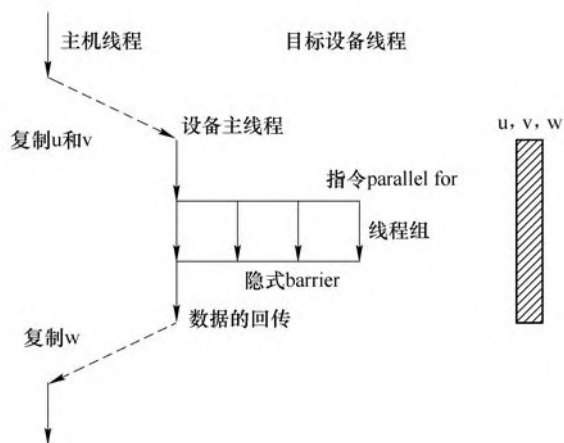 主机线程
目标设备线程
复制u和v
设备主线程
u, v, w
指令parallel for
线程组
隐式barrier
数据的回传
复制w